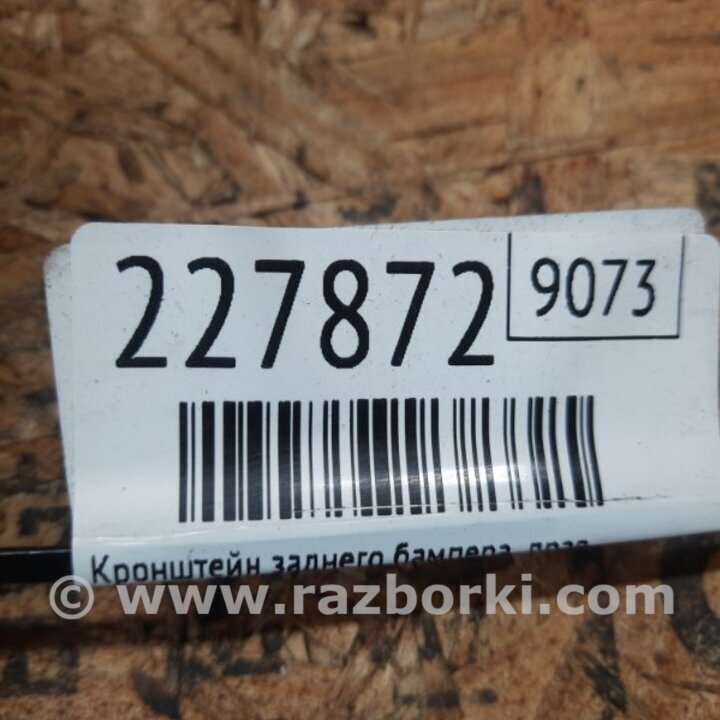 227872
9073
Кронштейн заднего бампера
© www.razborki.com